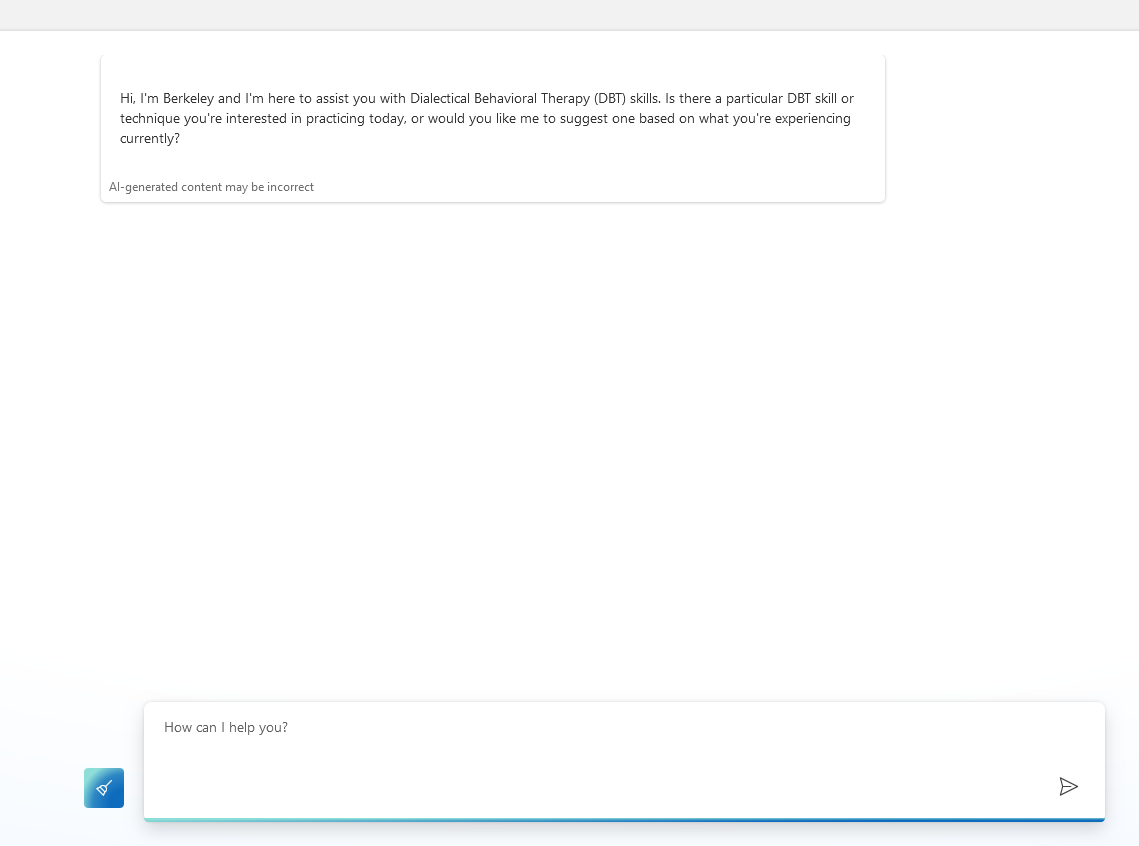 Hi, I'm Berkeley and I'm here to assist you with Dialectical Behavioral Therapy (DBT) skills. Is there a particular DBT skill or
technique you're interested in practicing today, or would you like me to suggest one based on what you're experiencing
currently?
AI-generated content may be incorrect
How can I help you?